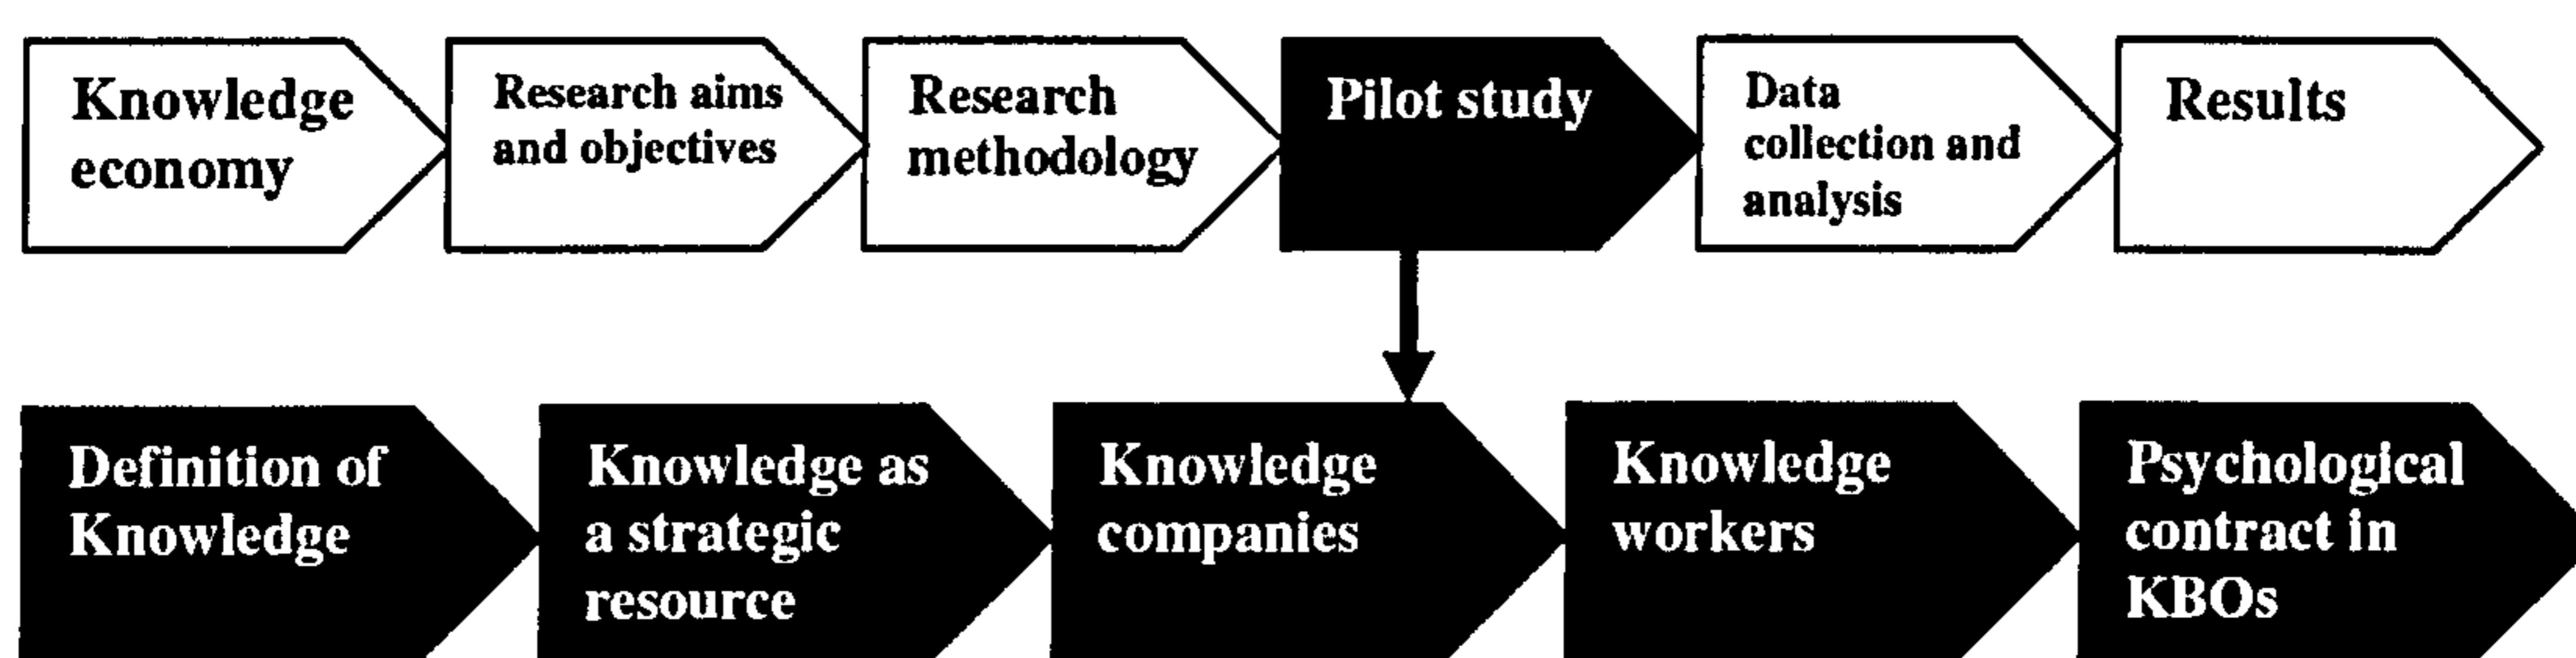 Knowledge
economy
Research aims
and objectives
Research
methodology
Pilot study
Data
collection and
analysis
Results
Definition of
Knowledge
Knowledge as
a strategic
resource
Knowledge
companies
Knowledge
workers
Psychological
contract in
KBOs